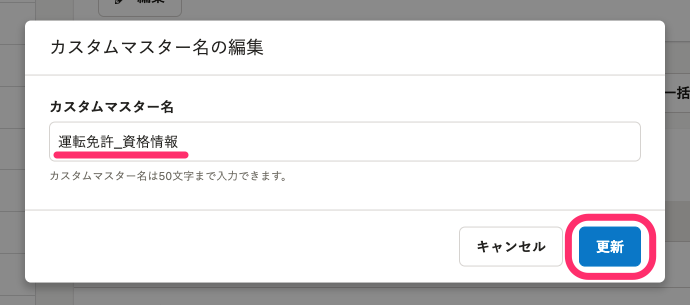 編集
カスタムマスター名の編集
一括
カスタムマスター名
運転免許_資格情報
カスタムマスター名は50文字まで入力できます。
キャンセル
更新